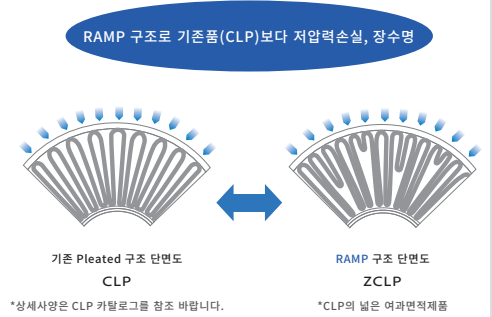 RAMP 구조로 기존품(CLP)보다 저압력손실, 장수명
기존 Pleated 구조 단면도
CLP
*상세사양은 CLP 카탈로그를 참조 바랍니다.
RAMP 구조 단면도
ZCLP
*CLP의 넓은 여과면적제품